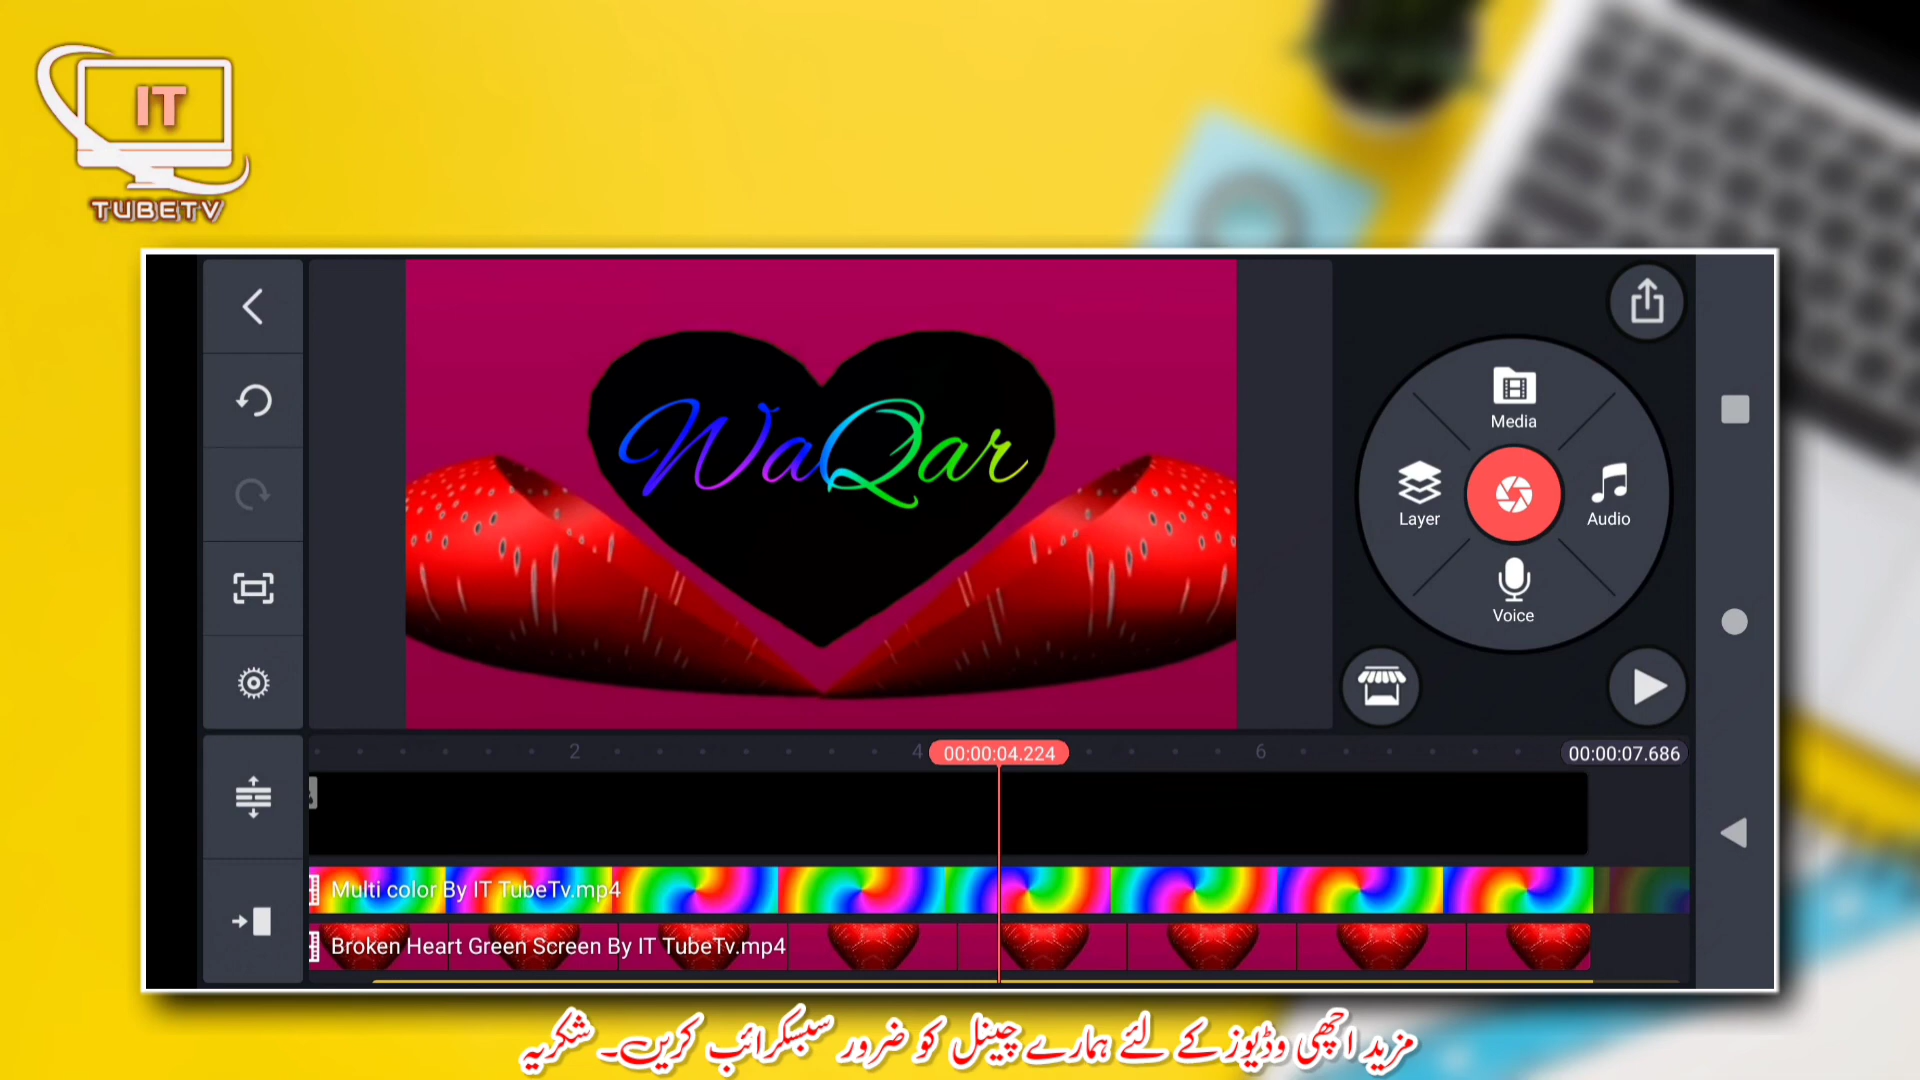 IT
TUBETV
WaQar
Media
Layer
Audio
Voice
2
4
00:00:04.224
6
00:00:07.686
Multi color By IT TubeTv.mp4
Broken Heart Green Screen By IT TubeTv.mp4
مزید اچھی وڈیوز کے لئے ہمارے چینل کو ضرور سبسکرائب کریں۔ شکریہ